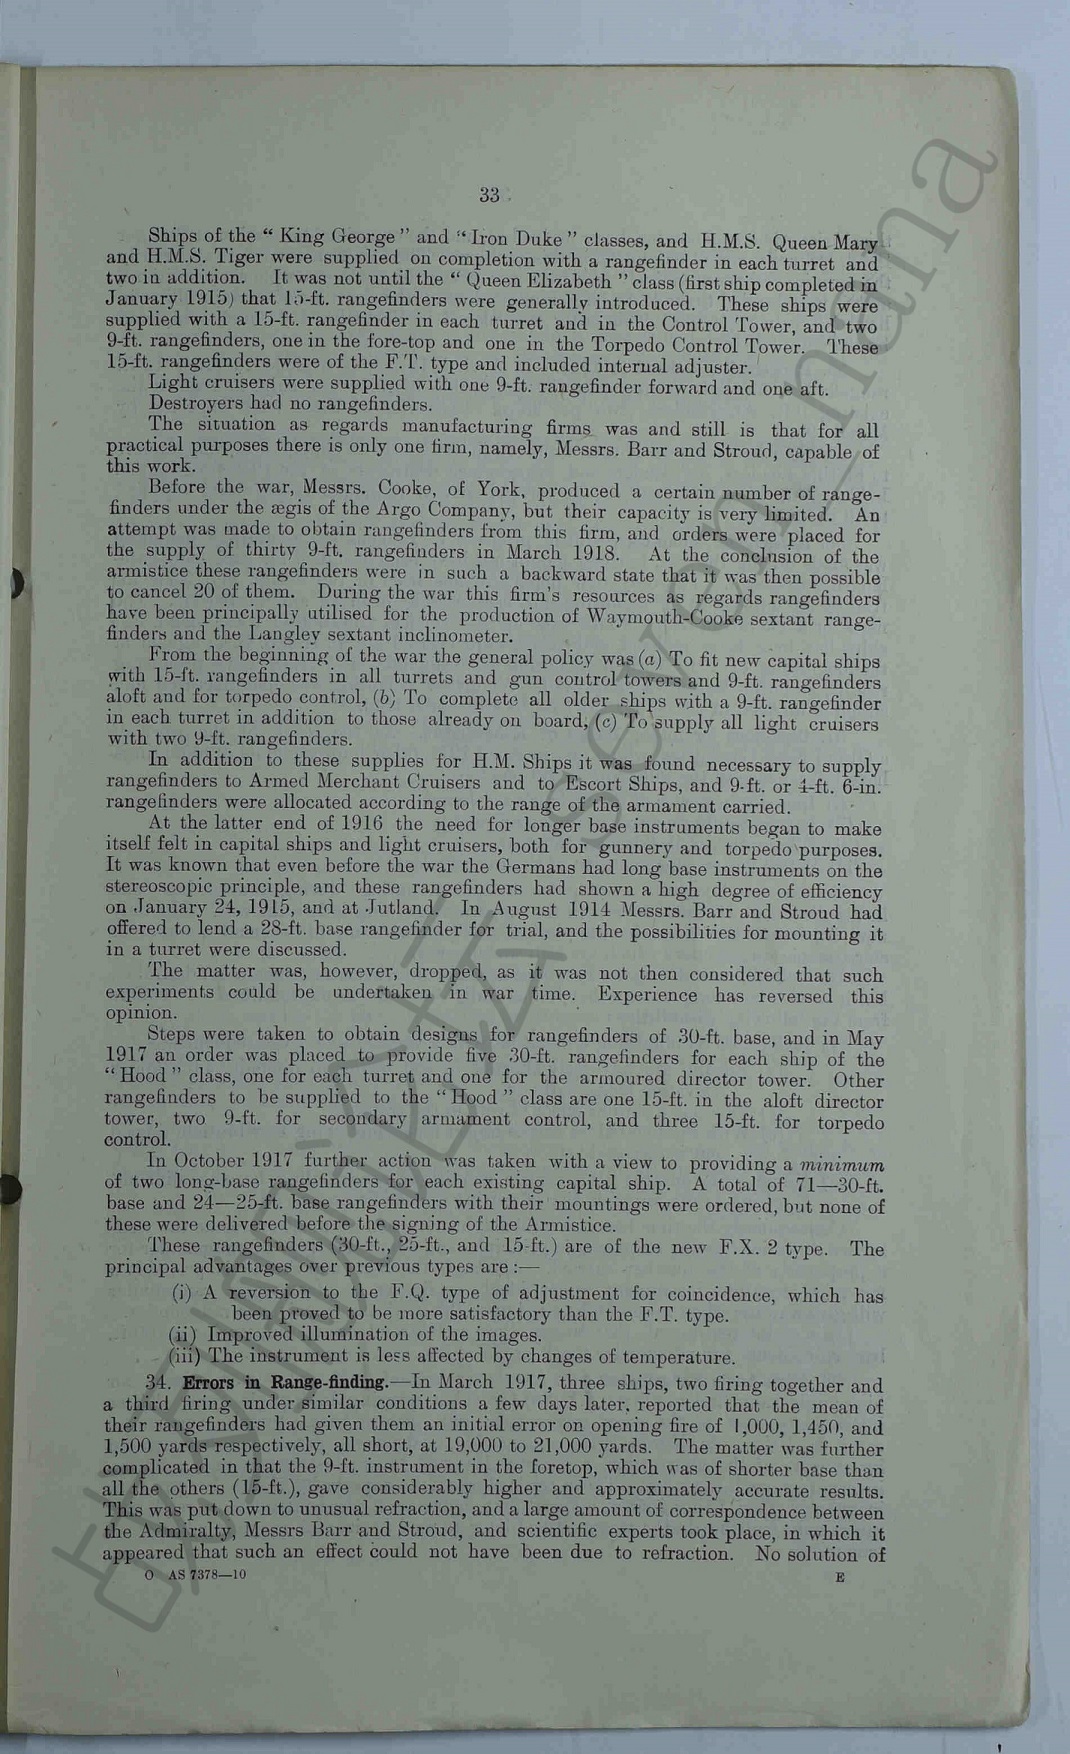 33
Ships of the “ King George ” and “ Iron Duke ” classes, and H.M.S. Queen Mary
and H.M.S. Tiger were supplied on completion with a rangefinder in each turret and
two in addition. It was not until the “ Queen Elizabeth ” class (first ship completed in
January 1915) that 15-ft. rangefinders were generally introduced. These ships were
supplied with a 15-ft. rangefinder in each turret and in the Control Tower, and two
9-ft. rangefinders, one in the fore-top and one in the Torpedo Control Tower. These
15-ft. rangefinders were of the F.T. type and included internal adjuster.
Light cruisers were supplied with one 9-ft. rangefinder forward and one aft.
Destroyers had no rangefinders.
The situation as regards manufacturing firms was and still is that for all
practical purposes there is only one firm, namely, Messrs. Barr and Stroud, capable of
this work.
Before the war, Messrs. Cooke, of York, produced a certain number of range-
finders under the ægis of the Argo Company, but their capacity is very limited. An
attempt was made to obtain rangefinders from this firm, and orders were placed for
the supply of thirty 9-ft. rangefinders in March 1918. At the conclusion of the
armistice these rangefinders were in such a backward state that it was then possible
to cancel 20 of them. During the war this firm's resources as regards rangefinders
have been principally utilised for the production of Waymouth-Cooke sextant range-
finders and the Langley sextant inclinometer.
From the beginning of the war the general policy was (a) To fit new capital ships
with 15-ft. rangefinders in all turrets and gun control towers and 9-ft. rangefinders
aloft and for torpedo control, (b) To complete all older ships with a 9-ft. rangefinder
in each turret in addition to those already on board, (c) To supply all light cruisers
with two 9-ft. rangefinders.
In addition to these supplies for H.M. Ships it was found necessary to supply
rangefinders to Armed Merchant Cruisers and to Escort Ships, and 9-ft. or 4-ft. 6-in.
rangefinders were allocated according to the range of the armament carried.
At the latter end of 1916 the need for longer base instruments began to make
itself felt in capital ships and light cruisers, both for gunnery and torpedo purposes.
It was known that even before the war the Germans had long base instruments on the
stereoscopic principle, and these rangefinders had shown a high degree of efficiency
on January 24, 1915, and at Jutland. In August 1914 Messrs. Barr and Stroud had
offered to lend a 28-ft. base rangefinder for trial, and the possibilities for mounting it
in a turret were discussed.
The matter was, however, dropped, as it was not then considered that such
experiments could be undertaken in war time. Experience has reversed this
opinion.
Steps were taken to obtain designs for rangefinders of 30-ft. base, and in May
1917 an order was placed to provide five 30-ft. rangefinders for each ship of the
“ Hood ” class, one for each turret and one for the armoured director tower. Other
rangefinders to be supplied to the “ Hood ” class are one 15-ft. in the aloft director
tower, two 9-ft. for secondary armament control, and three 15-ft. for torpedo
control.
In October 1917 further action was taken with a view to providing a minimum
of two long-base rangefinders for each existing capital ship. A total of 71—30-ft.
base and 24—25-ft. base rangefinders with their mountings were ordered, but none of
these were delivered before the signing of the Armistice.
These rangefinders (30-ft., 25-ft., and 15-ft.) are of the new F.X. 2 type. The
principal advantages over previous types are :—
(i) A reversion to the F.Q. type of adjustment for coincidence, which has
been proved to be more satisfactory than the F.T. type.
(ii) Improved illumination of the images.
(iii) The instrument is less affected by changes of temperature.
34. Errors in Range-finding.—In March 1917, three ships, two firing together and
a third firing under similar conditions a few days later, reported that the mean of
their rangefinders had given them an initial error on opening fire of 1,000, 1,450, and
1,500 yards respectively, all short, at 19,000 to 21,000 yards. The matter was further
complicated in that the 9-ft. instrument in the foretop, which was of shorter base than
all the others (15-ft.), gave considerably higher and approximately accurate results.
This was put down to unusual refraction, and a large amount of correspondence between
the Admiralty, Messrs Barr and Stroud, and scientific experts took place, in which it
appeared that such an effect could not have been due to refraction. No solution of
O AS 7378—10
E